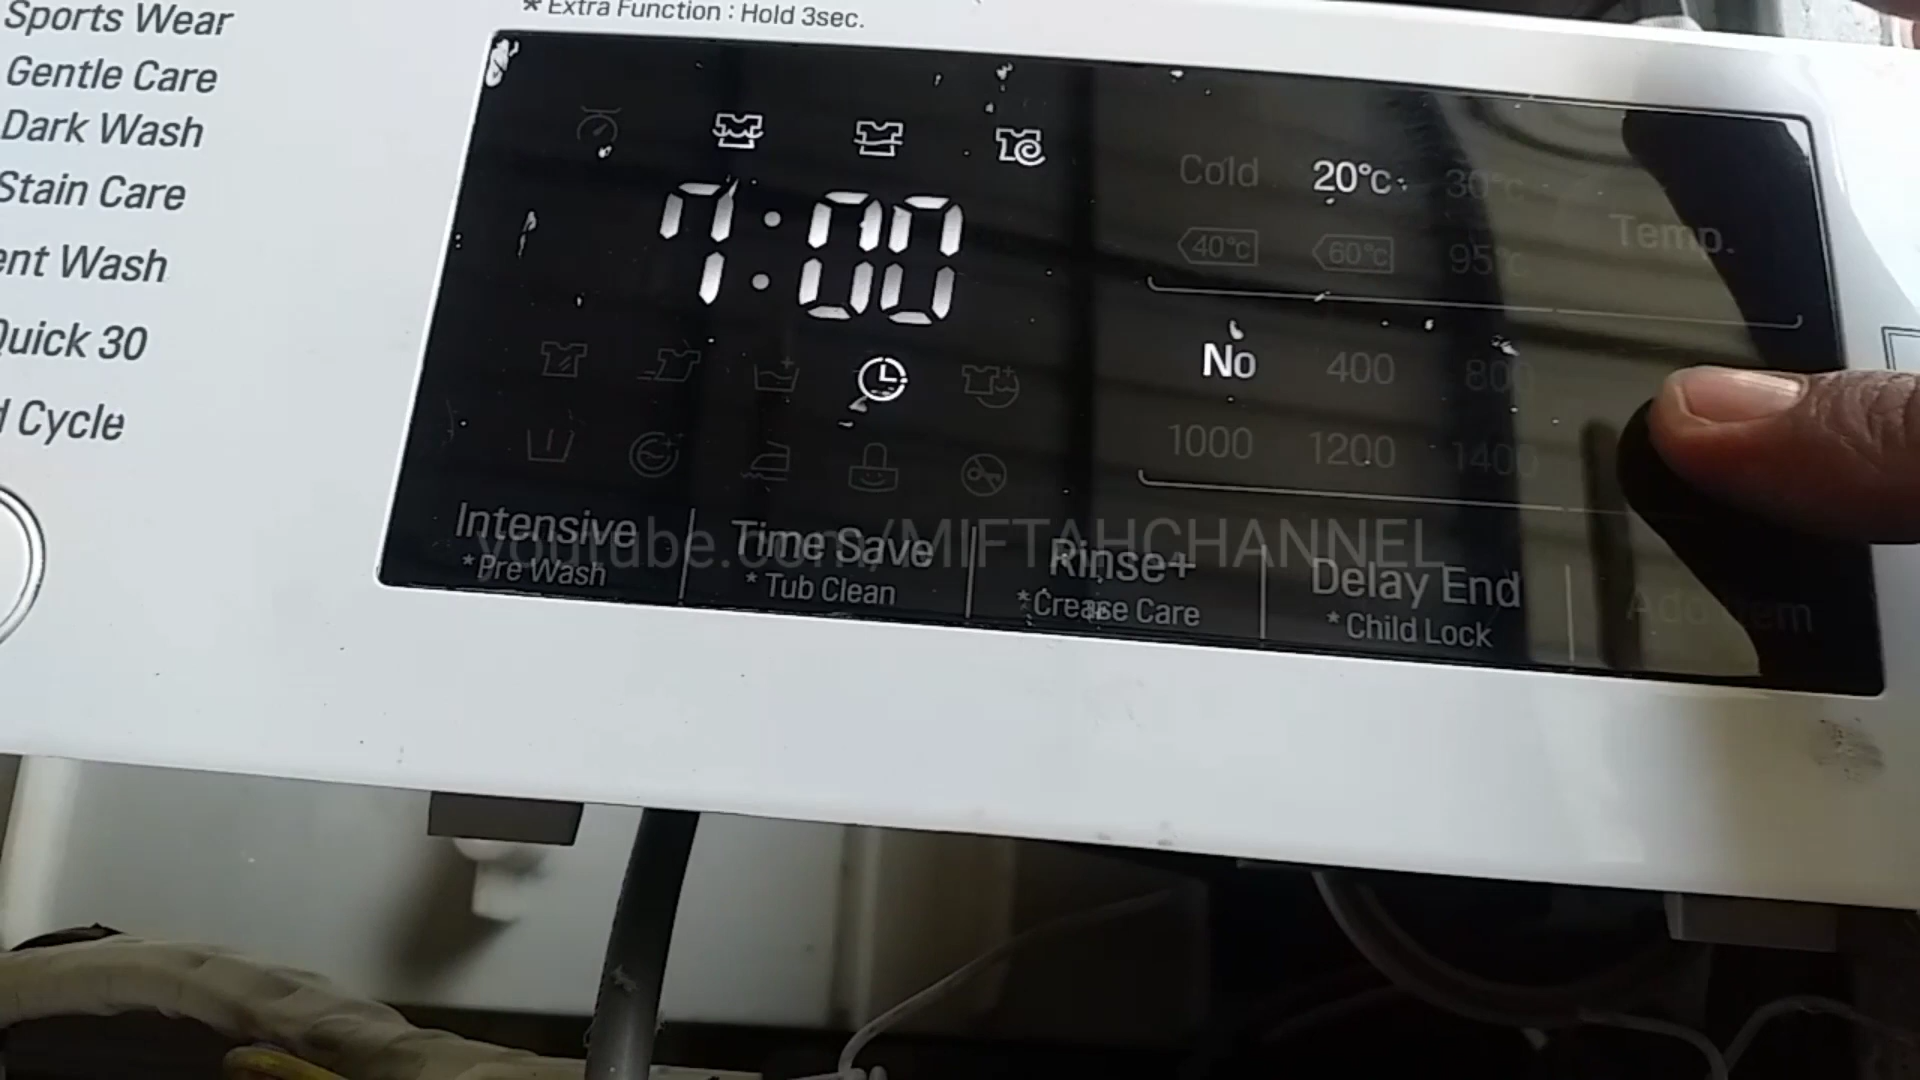 Sports Wear
Gentle Care
Dark Wash
Stain Care
Wash
30
Cycle
* Extra Function : Hold 3sec.
7:00
Cold 20°C 30°C
40°C 60°C 95°C
Temp.
No 400 800
1000 1200 1400
Intensive
* Pre Wash
Time Save
* Tub Clean
Rinse+
* Crease Care
Delay End
* Child Lock
Add Item
youtube.com/MIFTAHCHANNEL